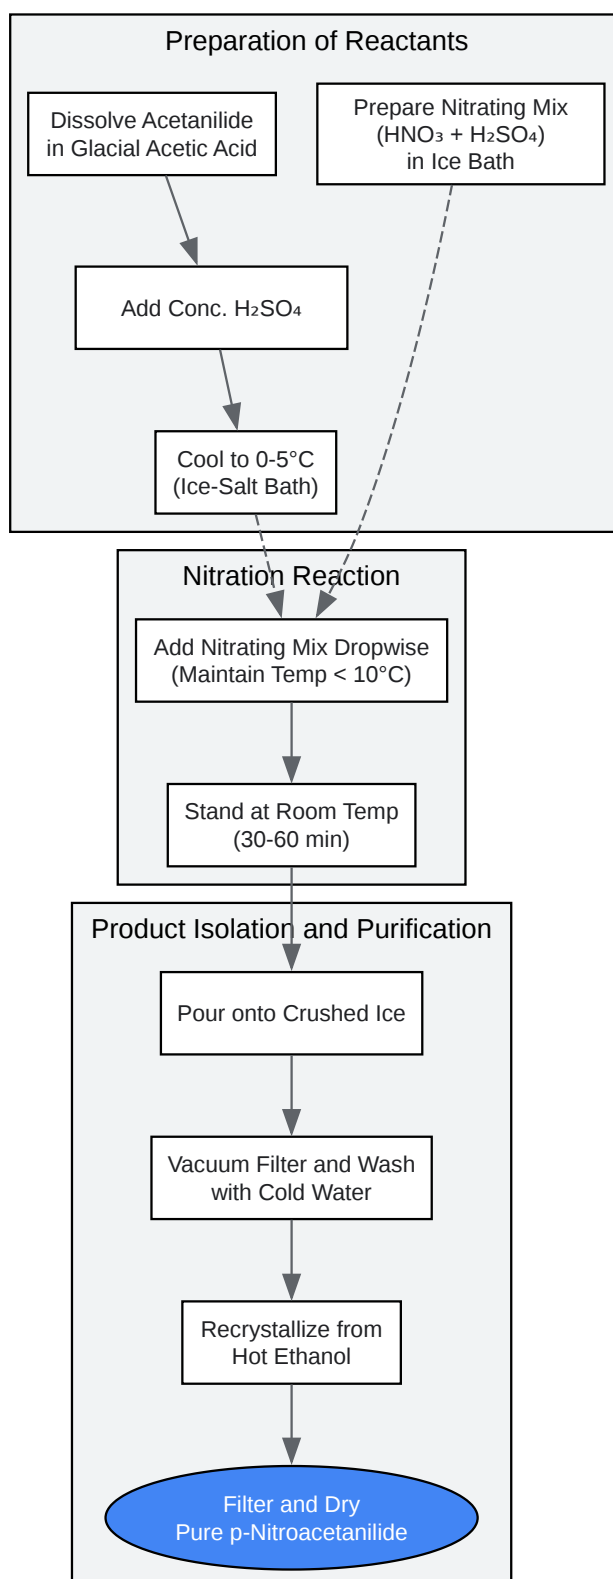 Preparation of Reactants
Dissolve Acetanilide
in Glacial Acetic Acid
Prepare Nitrating Mix
(HNO₃ + H₂SO₄)
in Ice Bath
Add Conc. H₂SO₄
Cool to 0-5°C
(Ice-Salt Bath)
Nitration Reaction
Add Nitrating Mix Dropwise
(Maintain Temp < 10°C)
Stand at Room Temp
(30-60 min)
Product Isolation and Purification
Pour onto Crushed Ice
Vacuum Filter and Wash
with Cold Water
Recrystallize from
Hot Ethanol
Filter and Dry
Pure p-Nitroacetanilide